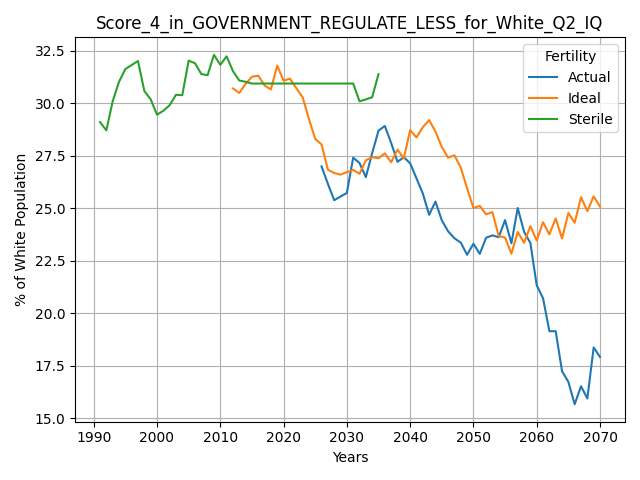 Score_4_in_GOVERNMENT_REGULATE_LESS_for_White_Q2_IQ
Fertility
Actual
Ideal
Sterile
% of White Population
32.5
30.0
27.5
25.0
22.5
20.0
17.5
15.0
1990 2000 2010 2020 2030 2040 2050 2060 2070
Years